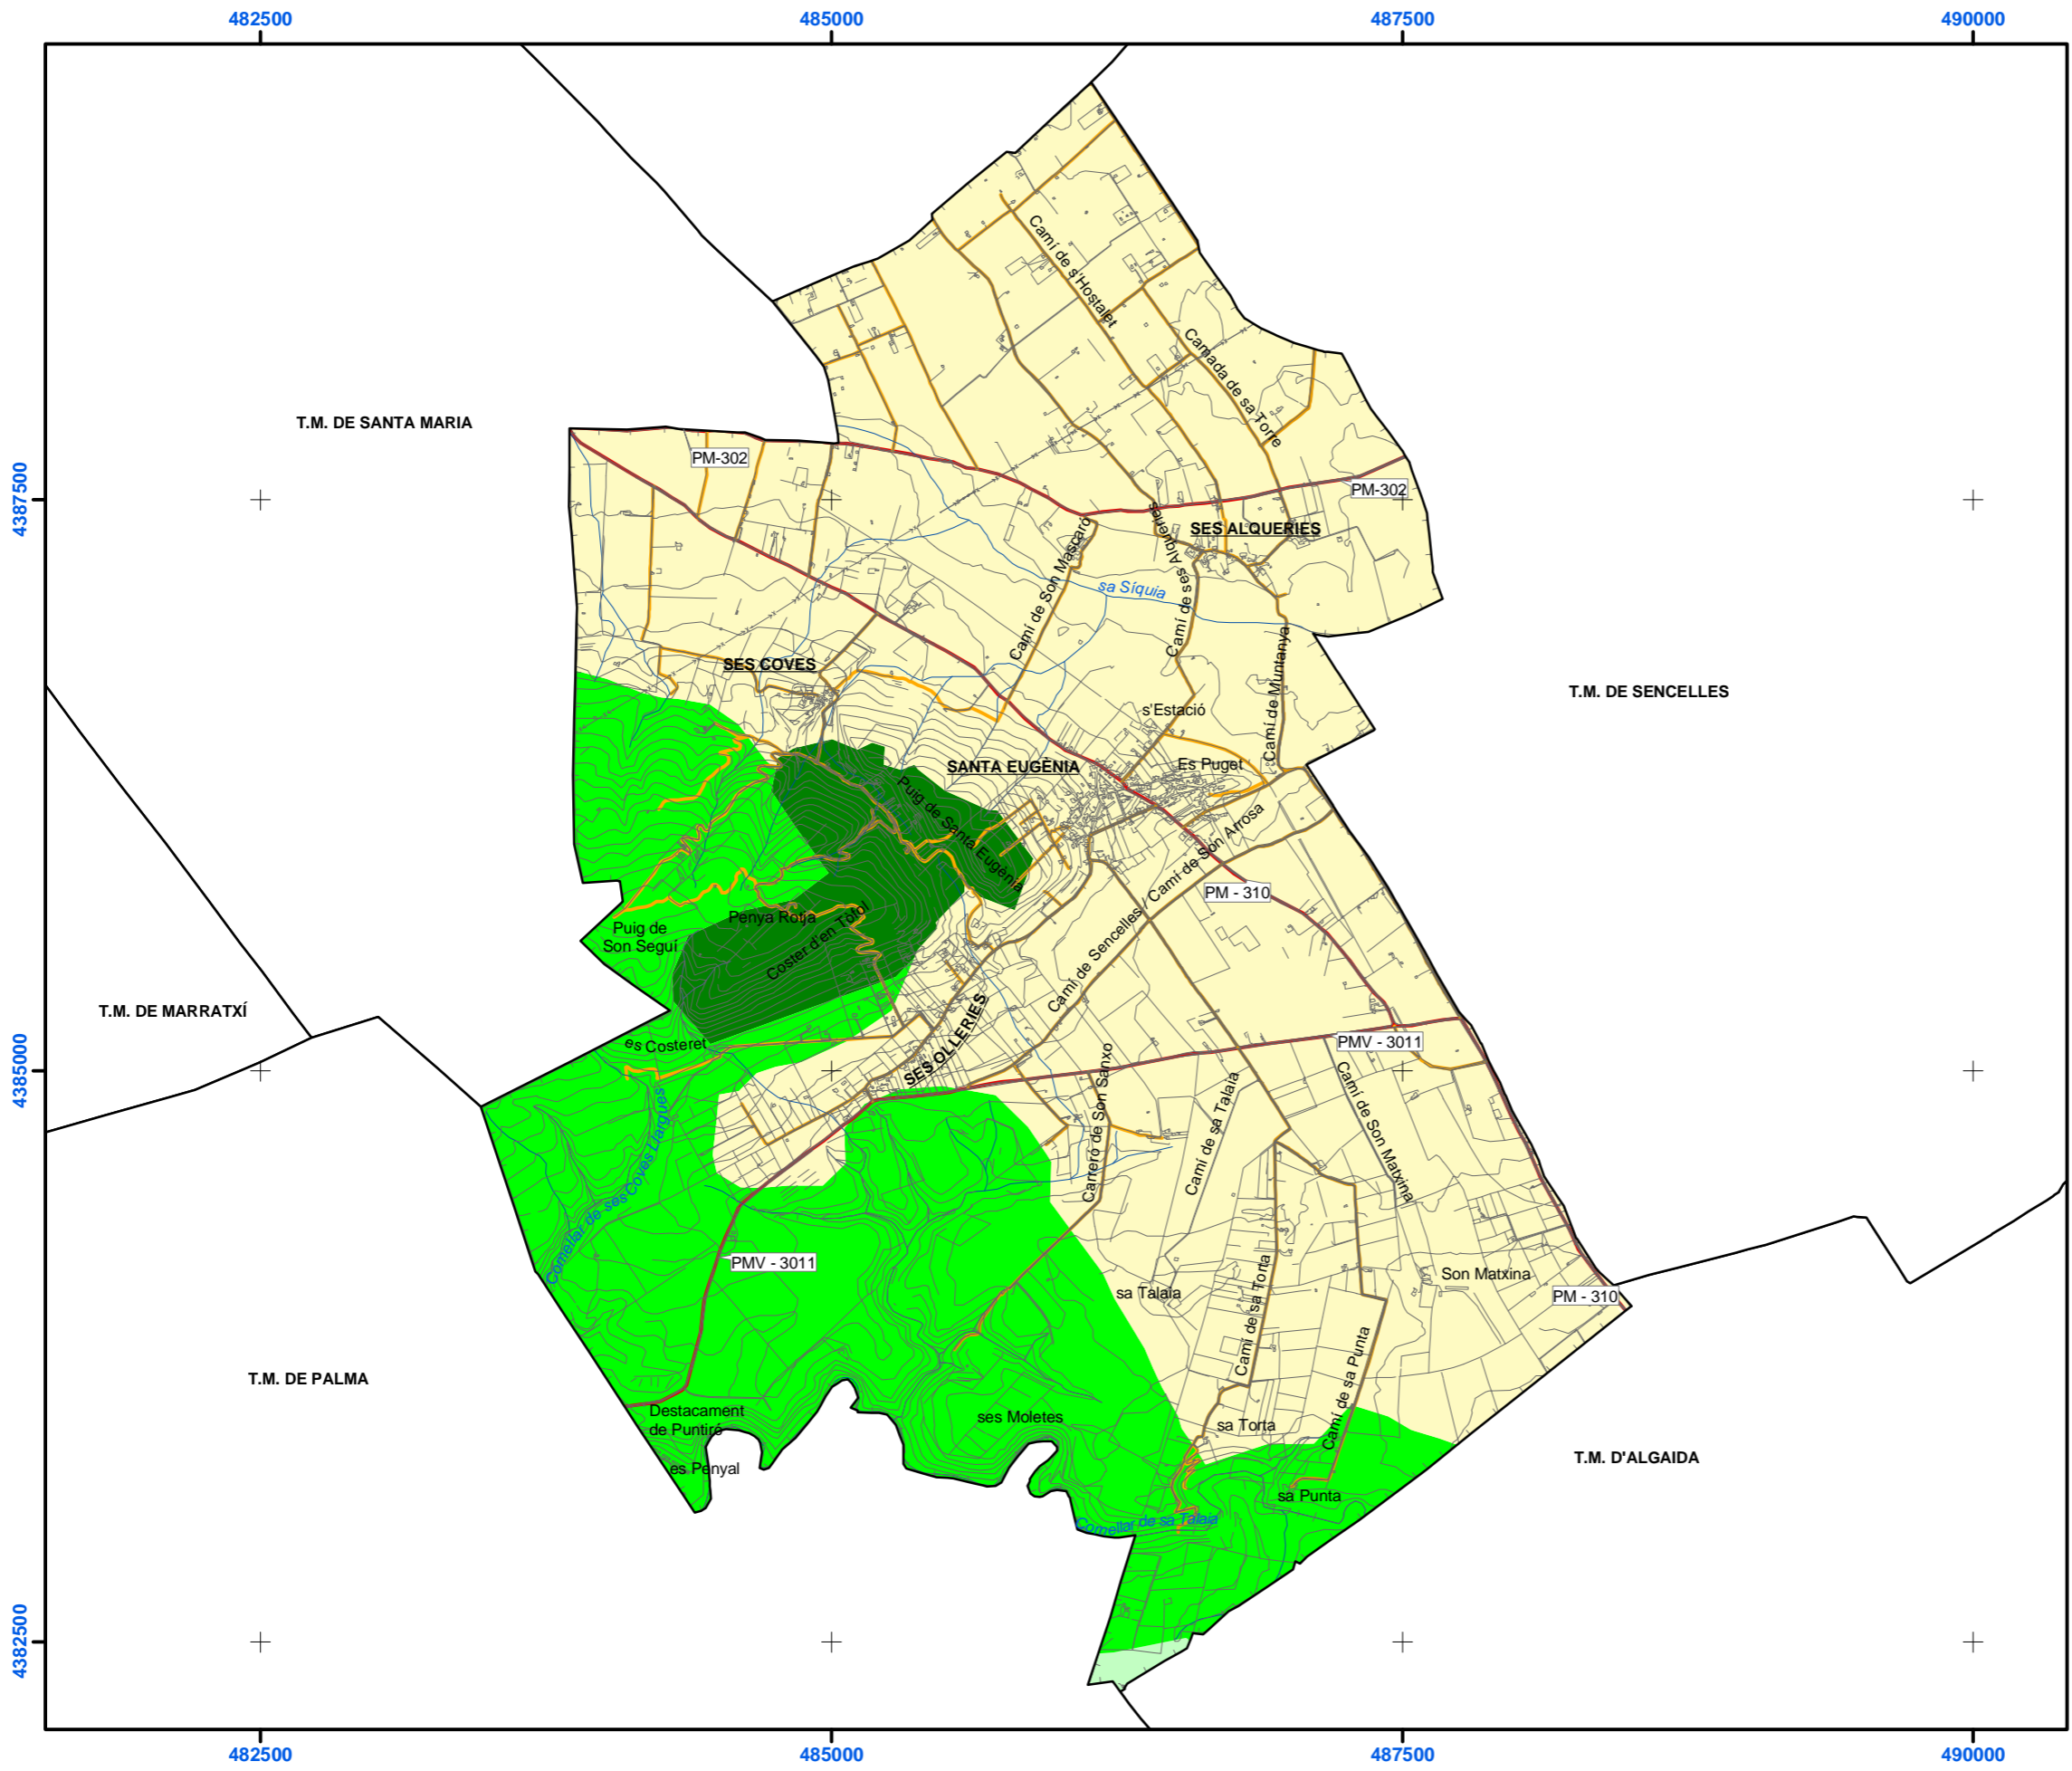 482500
485000
487500
490000
Camí de s'Hostalet
Camada de sa Torre
T.M. DE SANTA MARIA
PM-302
4387500
PM-302
SES ALQUERIES
Camí de Son Mascaró
Camí de ses Alqueries
sa Síquia
SES COVES
Camí de Muntanya
T.M. DE SENCELLES
s'Estació
SANTA EUGÈNIA
Es Puget
Puig de Santa Eugènia
Camí de Sencelles / Camí de Son Arrosa
PM - 310
Penya Rotja
Coster d'en Tófol
Puig de
Son Seguí
T.M. DE MARRATXÍ
es Costeret
SES OLLERIES
PMV - 3011
4385000
Carreró de Son Sanxo
Camí de sa Talaia
Camí de Son Matxina
Comellar de ses Coves Llargues
PMV - 3011
sa Talaia
Camí de sa Torta
Son Matxina
PM - 310
T.M. DE PALMA
Camí de sa Punta
Destacament
de Puntiró
ses Moletes
sa Torta
es Penyal
T.M. D'ALGAIDA
sa Punta
Comellar de sa Talaia
4382500
482500
485000
487500
490000